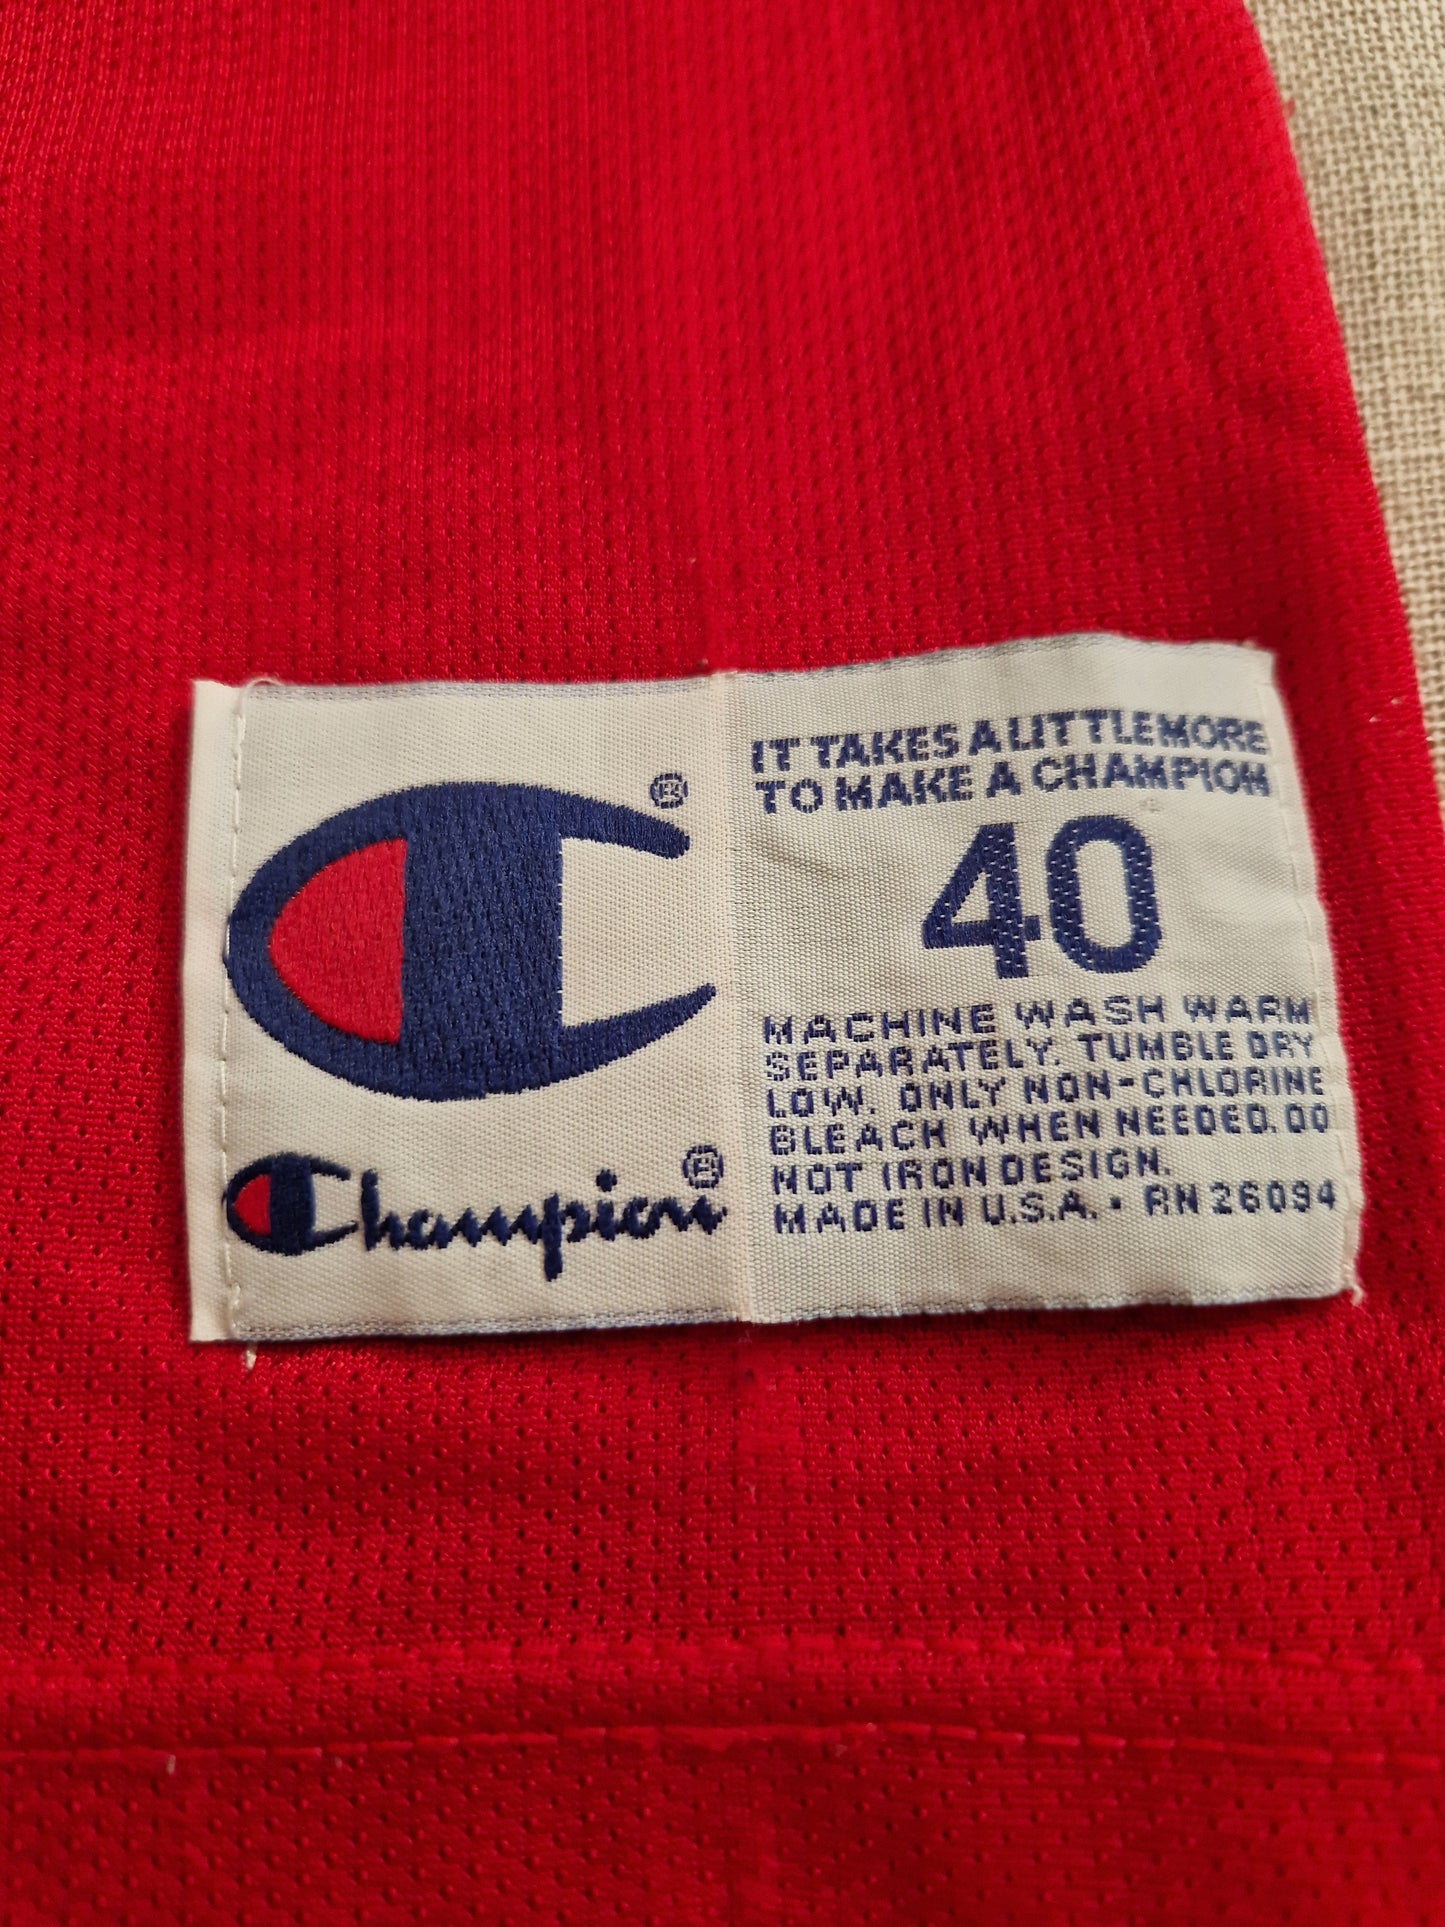 IT TAKES A LITTLE MORE
TO MAKE A CHAMPION
®
40
MACHINE WASH WARM
SEPARATELY. TUMBLE DRY
LOW. ONLY NON-CHLORINE
BLEACH WHEN NEEDED. DO
NOT IRON DESIGN.
MADE IN U.S.A. • RN 26094
Champion®